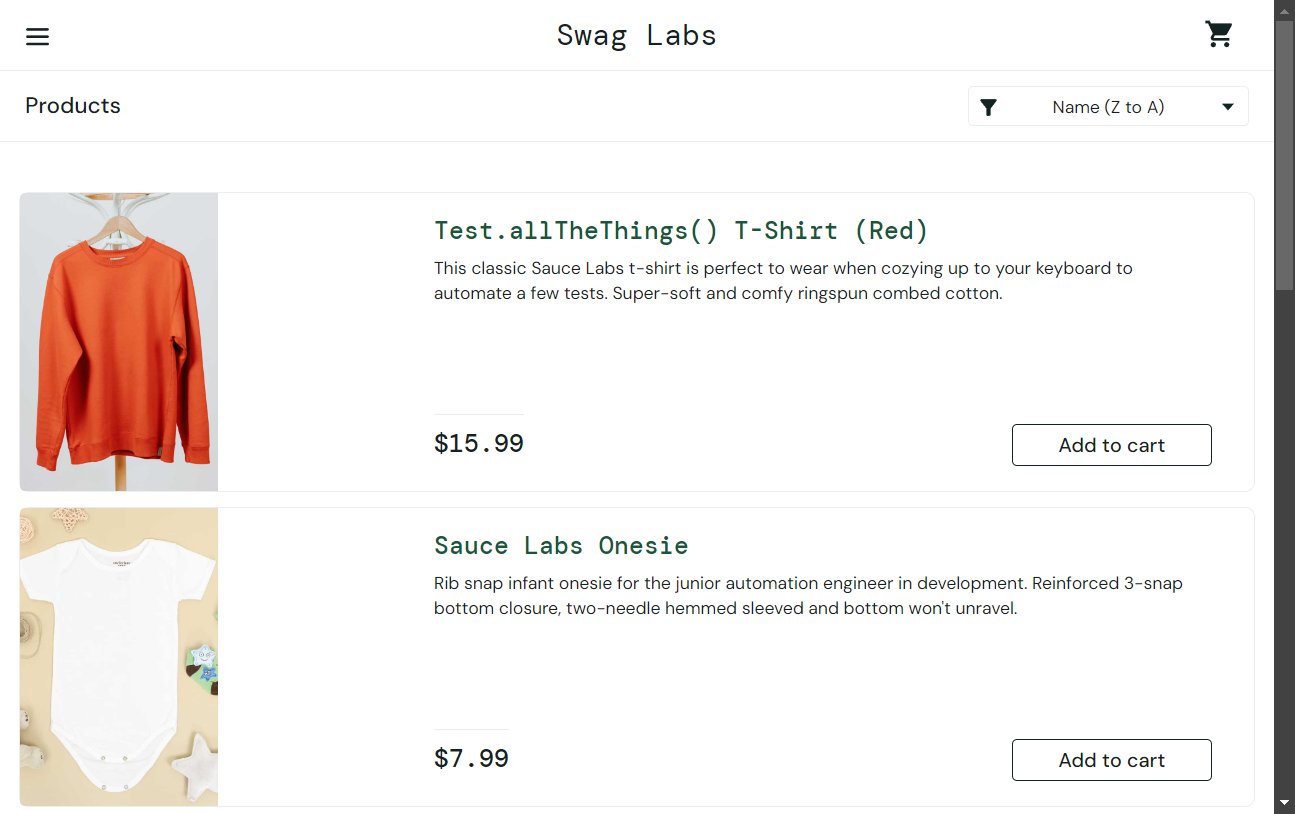 Swag Labs
Products
Name (Z to A)
Test.allTheThings() T-Shirt (Red)
This classic Sauce Labs t-shirt is perfect to wear when cozying up to your keyboard to
automate a few tests. Super-soft and comfy ringspun combed cotton.
$15.99
Add to cart
Sauce Labs Onesie
Rib snap infant onesie for the junior automation engineer in development. Reinforced 3-snap
bottom closure, two-needle hemmed sleeved and bottom won't unravel.
$7.99
Add to cart